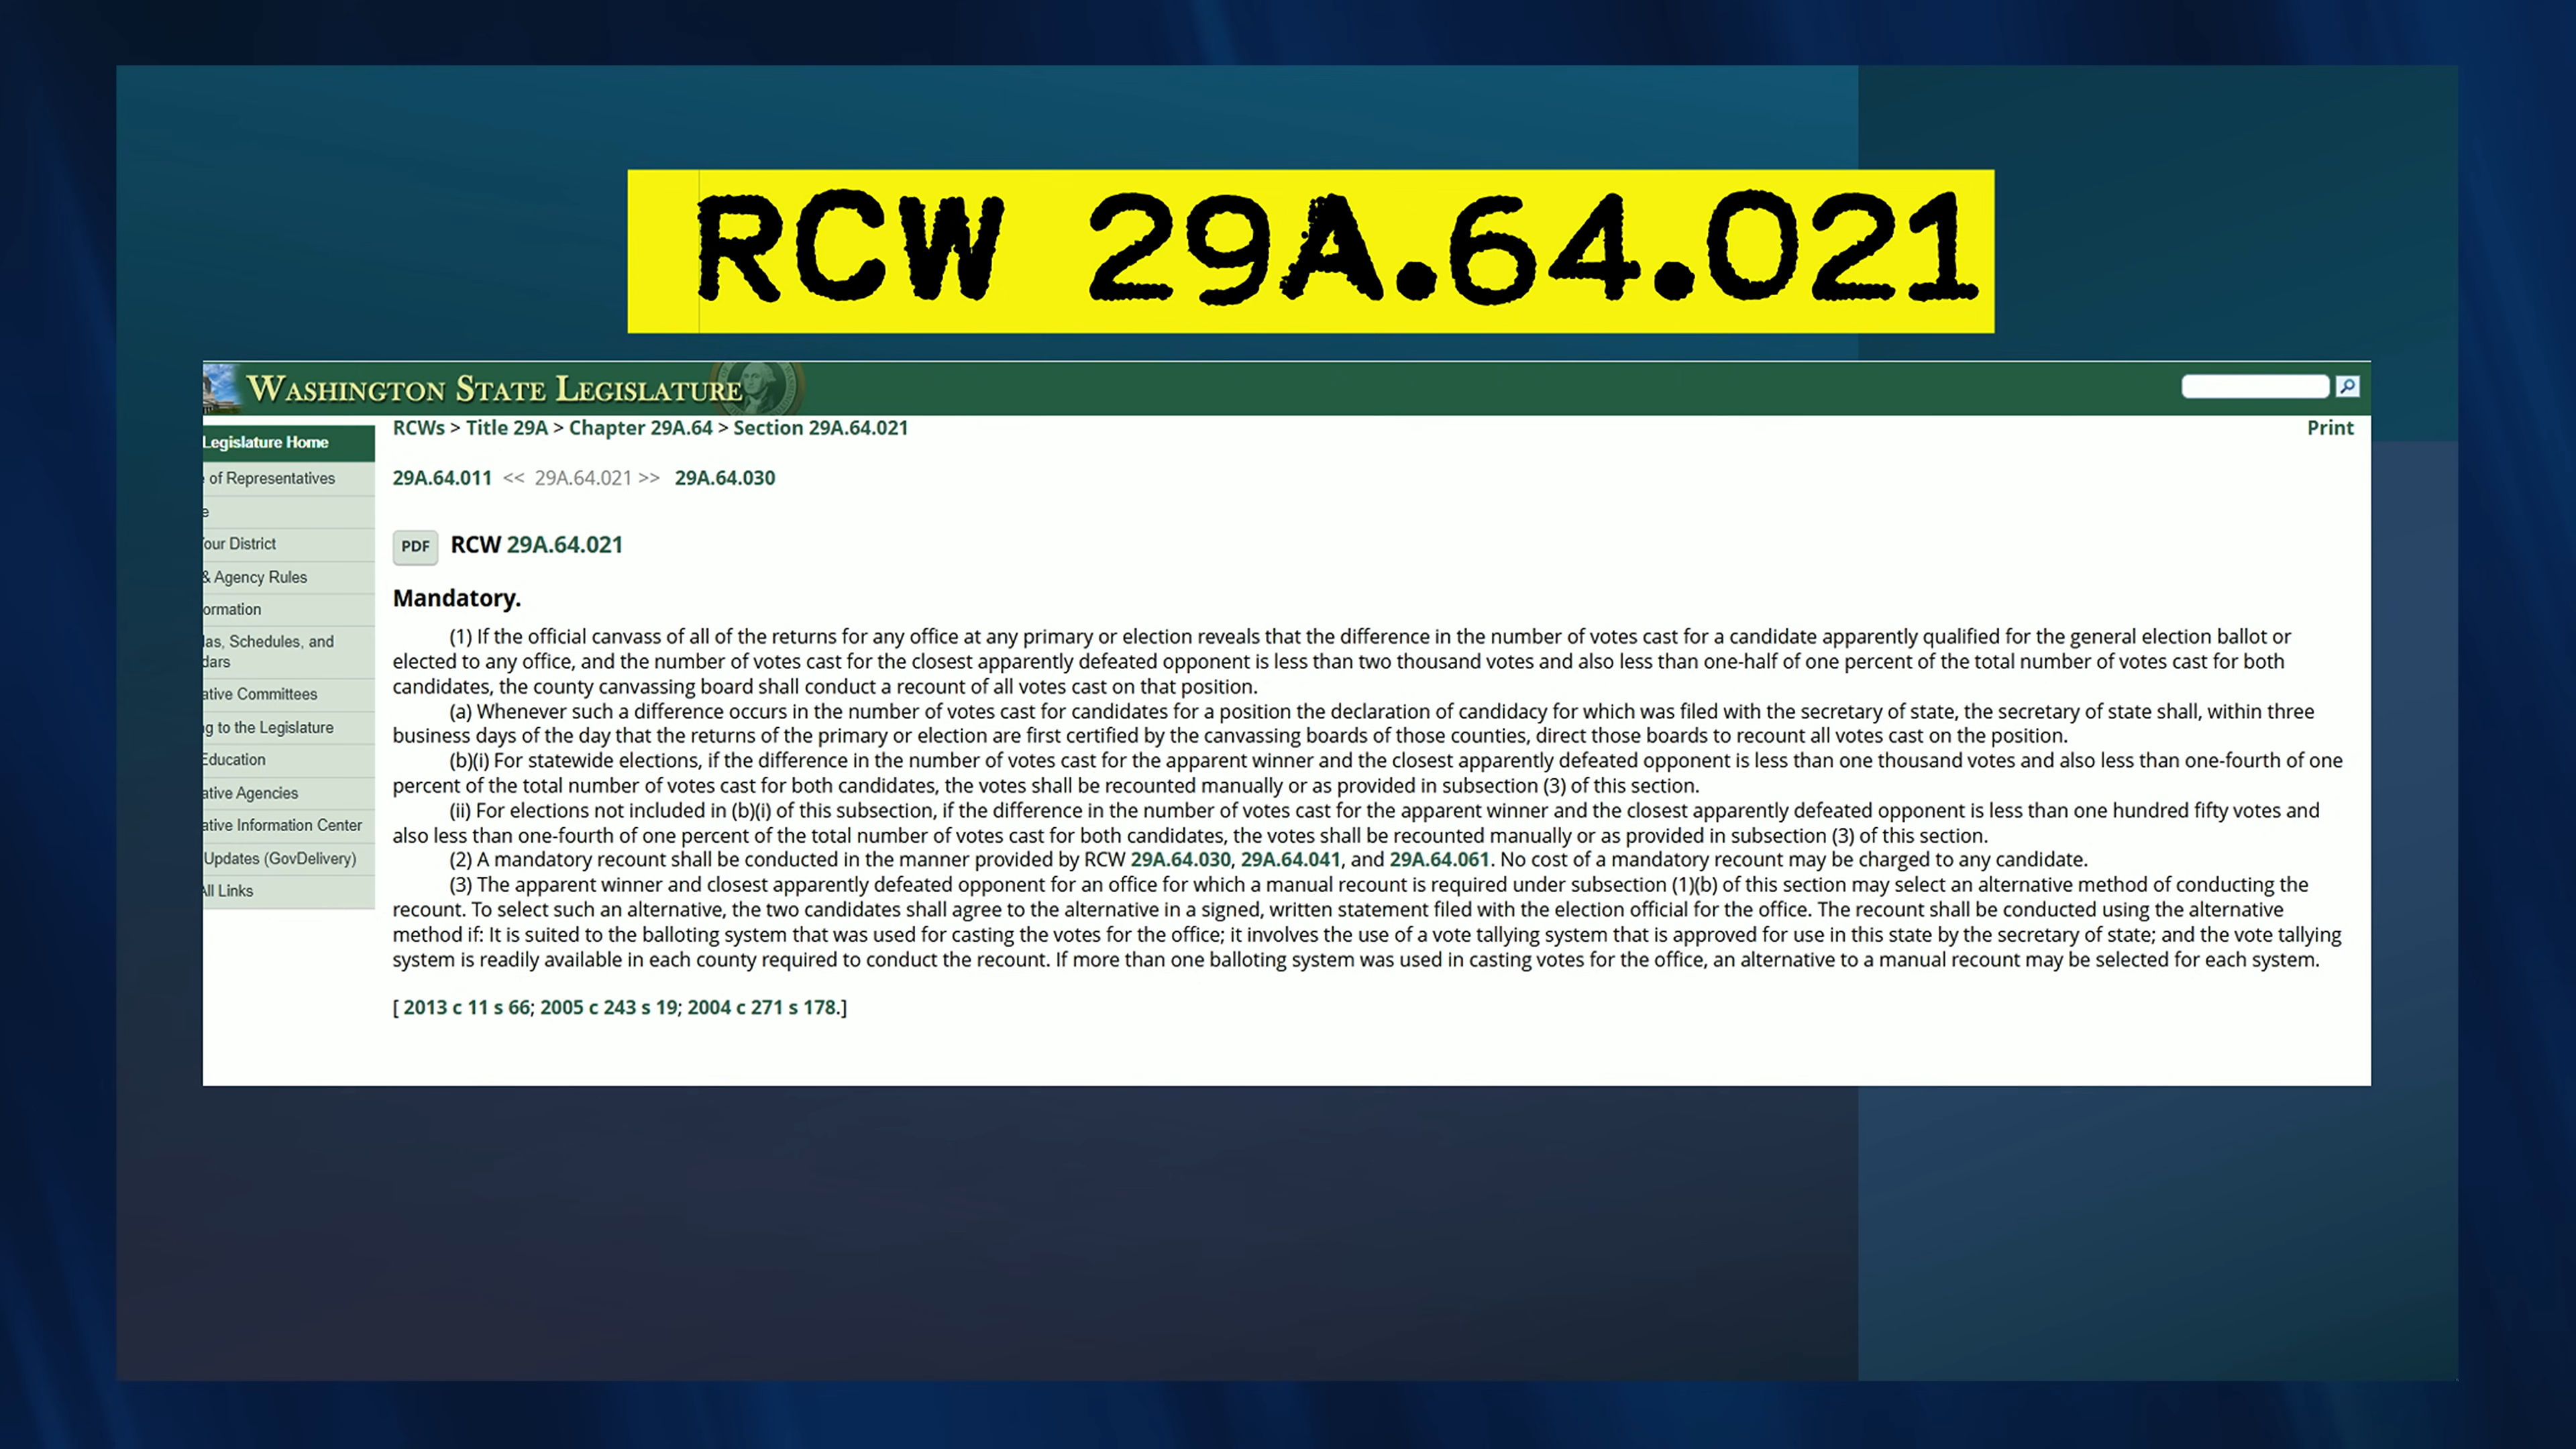 RCW 29A.64.021
WASHINGTON STATE LEGISLATURE
RCWs > Title 29A > Chapter 29A.64 > Section 29A.64.021
Print
Legislature Home
of Representatives
e
our District
& Agency Rules
ormation
las, Schedules, and
dars
ative Committees
ng to the Legislature
Education
ative Agencies
ative Information Center
Updates (GovDelivery)
All Links
29A.64.011 << 29A.64.021 >> 29A.64.030
PDF RCW 29A.64.021
Mandatory.
(1) If the official canvass of all of the returns for any office at any primary or election reveals that the difference in the number of votes cast for a candidate apparently qualified for the general election ballot or
elected to any office, and the number of votes cast for the closest apparently defeated opponent is less than two thousand votes and also less than one-half of one percent of the total number of votes cast for both
candidates, the county canvassing board shall conduct a recount of all votes cast on that position.
(a) Whenever such a difference occurs in the number of votes cast for candidates for a position the declaration of candidacy for which was filed with the secretary of state, the secretary of state shall, within three
business days of the day that the returns of the primary or election are first certified by the canvassing boards of those counties, direct those boards to recount all votes cast on the position.
(b)(i) For statewide elections, if the difference in the number of votes cast for the apparent winner and the closest apparently defeated opponent is less than one thousand votes and also less than one-fourth of one
percent of the total number of votes cast for both candidates, the votes shall be recounted manually or as provided in subsection (3) of this section.
(ii) For elections not included in (b)(i) of this subsection, if the difference in the number of votes cast for the apparent winner and the closest apparently defeated opponent is less than one hundred fifty votes and
also less than one-fourth of one percent of the total number of votes cast for both candidates, the votes shall be recounted manually or as provided in subsection (3) of this section.
(2) A mandatory recount shall be conducted in the manner provided by RCW 29A.64.030, 29A.64.041, and 29A.64.061. No cost of a mandatory recount may be charged to any candidate.
(3) The apparent winner and closest apparently defeated opponent for an office for which a manual recount is required under subsection (1)(b) of this section may select an alternative method of conducting the
recount. To select such an alternative, the two candidates shall agree to the alternative in a signed, written statement filed with the election official for the office. The recount shall be conducted using the alternative
method if: It is suited to the balloting system that was used for casting the votes for the office; it involves the use of a vote tallying system that is approved for use in this state by the secretary of state; and the vote tallying
system is readily available in each county required to conduct the recount. If more than one balloting system was used in casting votes for the office, an alternative to a manual recount may be selected for each system.
[ 2013 c 11 s 66; 2005 c 243 s 19; 2004 c 271 s 178.]